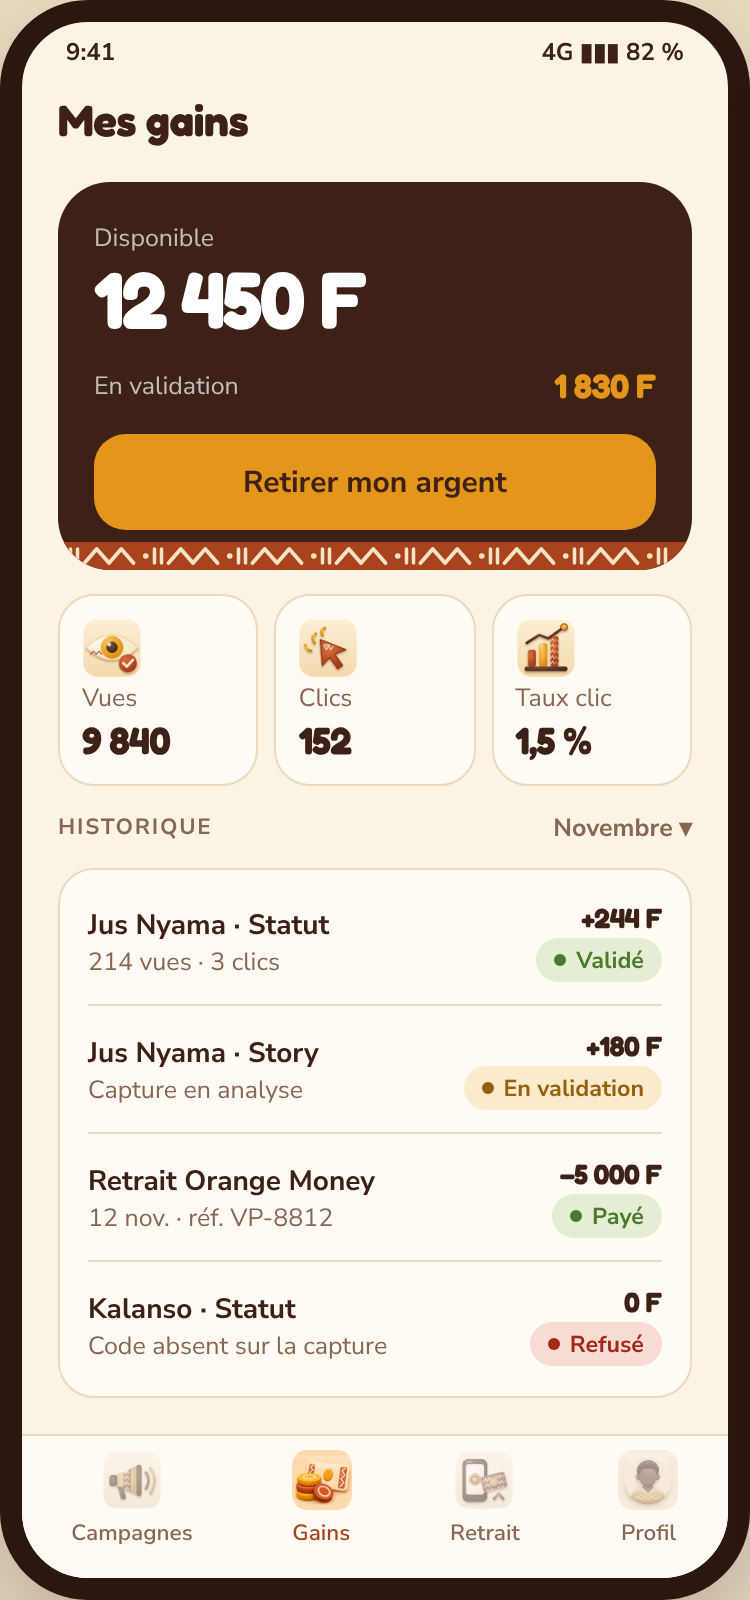 9:41
4G ▮▮▮ 82 %
Mes gains
Disponible
12 450 F
En validation
1 830 F
Retirer mon argent
Vues
9 840
Clics
152
Taux clic
1,5 %
HISTORIQUE
Novembre ▾
Jus Nyama · Statut
+244 F
214 vues · 3 clics
Validé
Jus Nyama · Story
+180 F
Capture en analyse
En validation
Retrait Orange Money
−5 000 F
12 nov. · réf. VP-8812
Payé
Kalanso · Statut
0 F
Code absent sur la capture
Refusé
Campagnes
Gains
Retrait
Profil